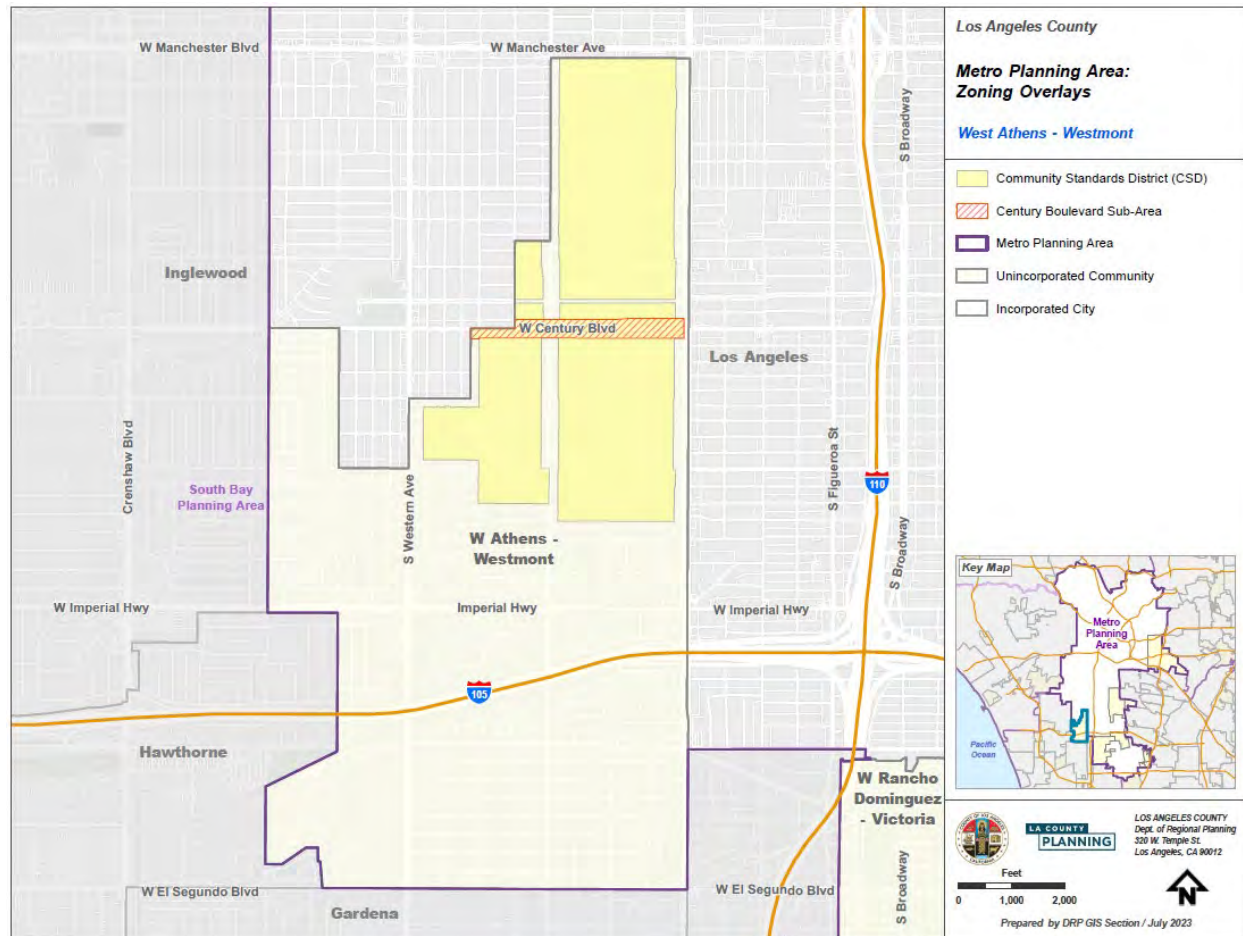 W Manchester Blvd
W Manchester Ave
S Broadway
Inglewood
W Century Blvd
Los Angeles
Crenshaw Blvd
South Bay
Planning Area
S Western Ave
S Figueroa St
110
W Athens -
Westmont
S Broadway
W Imperial Hwy
Imperial Hwy
W Imperial Hwy
105
Hawthorne
W Rancho
Dominguez
- Victoria
W El Segundo Blvd
W El Segundo Blvd
S Broadway
Gardena
Los Angeles County
Metro Planning Area:
Zoning Overlays
West Athens - Westmont
Community Standards District (CSD)
Century Boulevard Sub-Area
Metro Planning Area
Unincorporated Community
Incorporated City
Key Map
Metro
Planning
Area
Pacific
Ocean
LA COUNTY
PLANNING
LOS ANGELES COUNTY
Dept. of Regional Planning
320 W. Temple St.
Los Angeles, CA 90012
Feet
0 1,000 2,000
N
Prepared by DRP GIS Section / July 2023